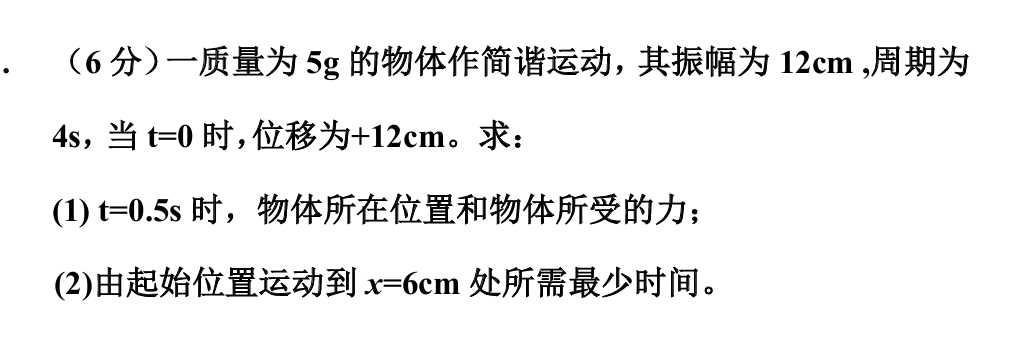 . （6 分）一质量为 5g 的物体作简谐运动，其振幅为 12cm ,周期为
4s，当 t=0 时，位移为+12cm。求：
(1) t=0.5s 时，物体所在位置和物体所受的力；
(2)由起始位置运动到 x=6cm 处所需最少时间。